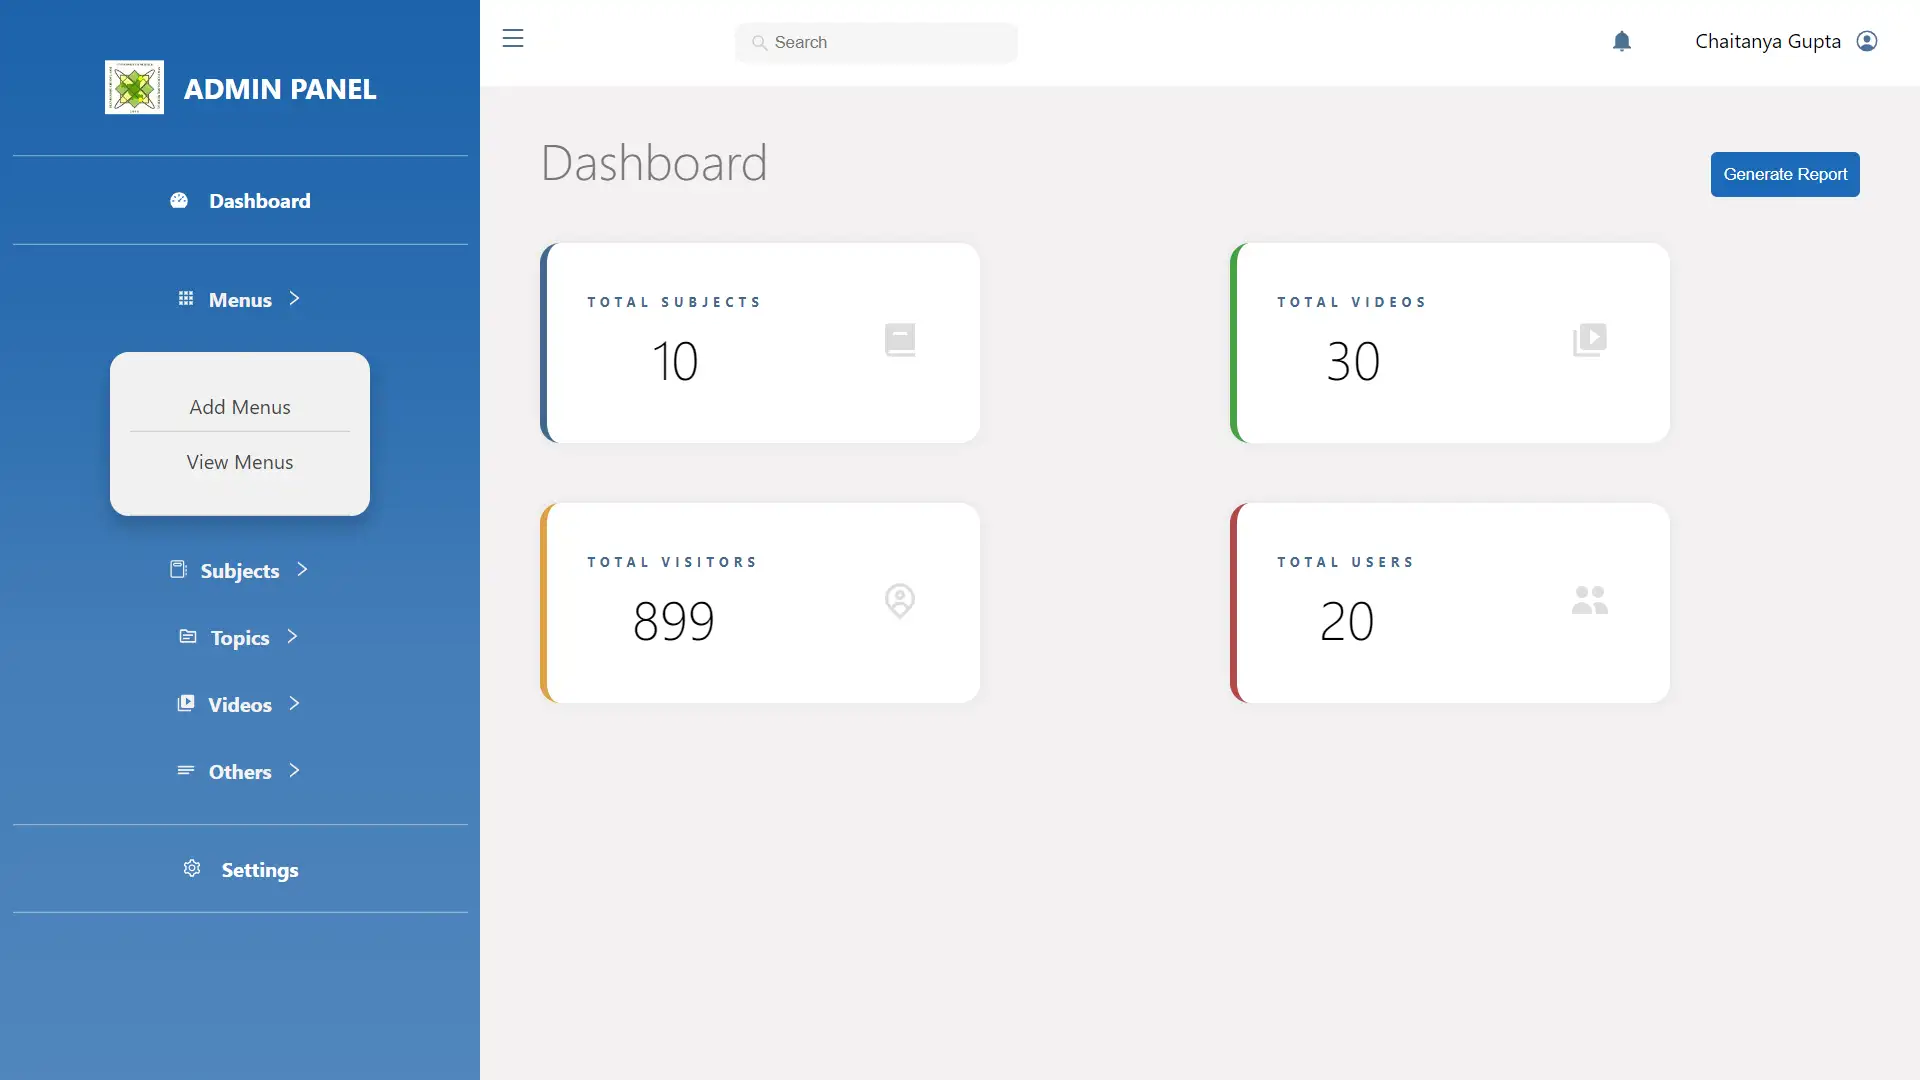 ADMIN PANEL
Dashboard
Menus
Add Menus
View Menus
Subjects
Topics
Videos
Others
Settings
Search
Chaitanya Gupta
Dashboard
Generate Report
TOTAL SUBJECTS
10
TOTAL VIDEOS
30
TOTAL VISITORS
899
TOTAL USERS
20